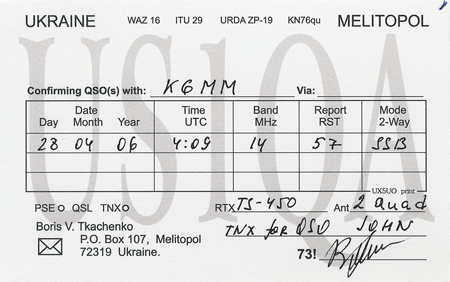 UKRAINE WAZ 16 ITU 29 URDA ZP-19 KN76qu MELITOPOL
US1QA
Confirming QSO(s) with: K6MM Via:
Day Date Month Year Time UTC Band MHz Report RST Mode 2-Way
28 04 06 4:09 14 57 SSB
UX5UO print
PSE QSL TNX RTX TS-450 Ant 2 Quad
Boris V. Tkachenko TNX for QSO JOHN
P.O. Box 107, Melitopol
72319 Ukraine. 73!